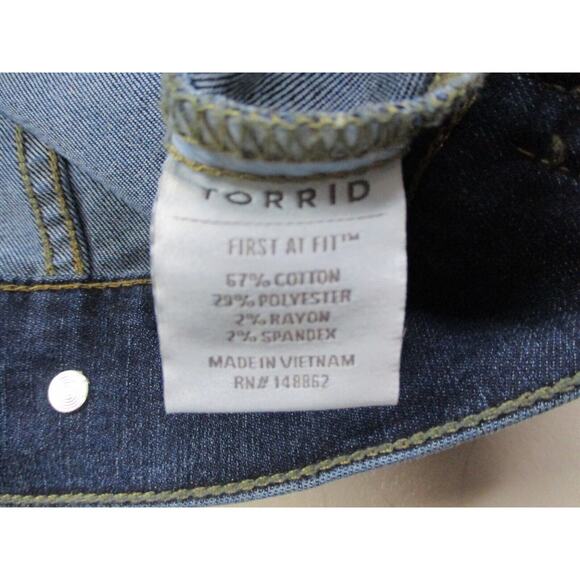 TORRID
FIRST AT FIT™
67% COTTON
29% POLYESTER
2% RAYON
2% SPANDEX
MADE IN VIETNAM
RN# 148862